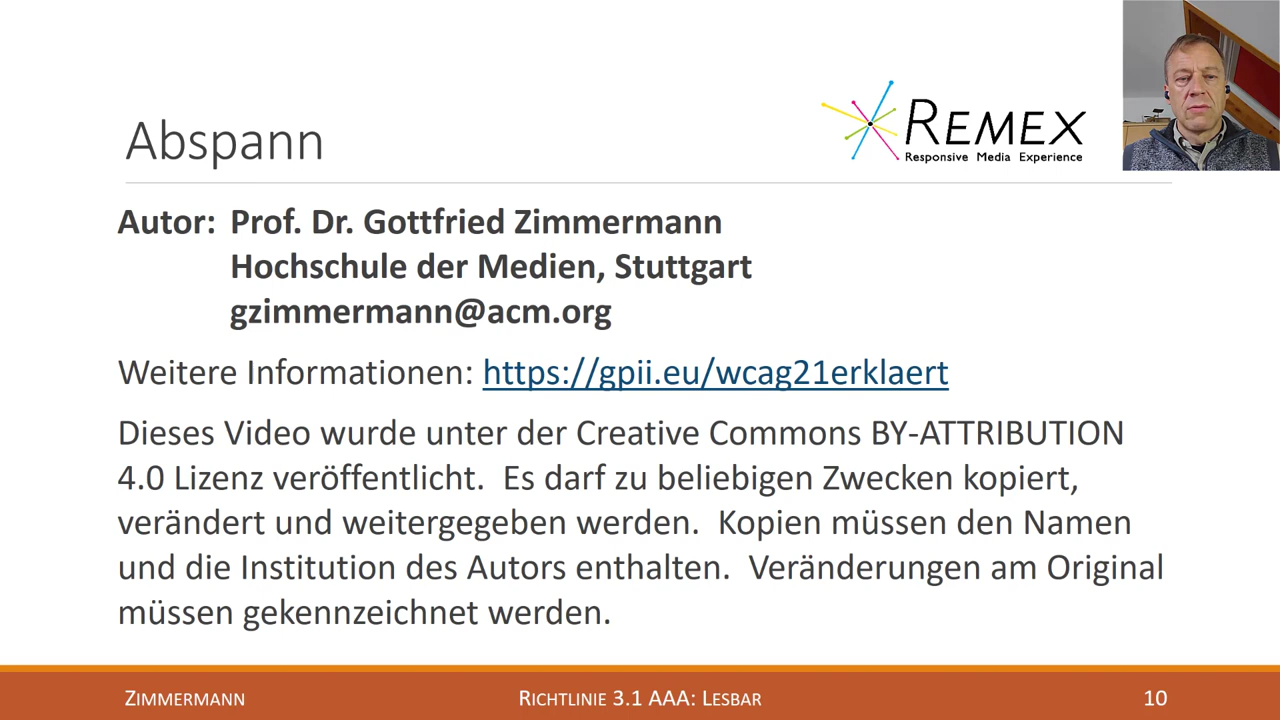 Abspann
REMEX
Responsive Media Experience
Autor: Prof. Dr. Gottfried Zimmermann
Hochschule der Medien, Stuttgart
gzimmermann@acm.org
Weitere Informationen: https://gpii.eu/wcag21erklaert
Dieses Video wurde unter der Creative Commons BY-ATTRIBUTION
4.0 Lizenz veröffentlicht. Es darf zu beliebigen Zwecken kopiert,
verändert und weitergegeben werden. Kopien müssen den Namen
und die Institution des Autors enthalten. Veränderungen am Original
müssen gekennzeichnet werden.
ZIMMERMANN
RICHTLINIE 3.1 AAA: LESBAR
10